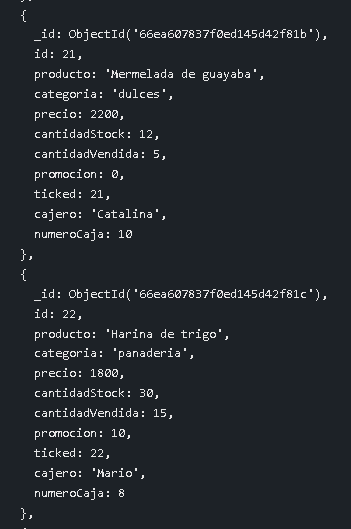 {
_id: ObjectId('66ea607837f0ed145d42f81b'),
id: 21,
producto: 'Mermelada de guayaba',
categoria: 'dulces',
precio: 2200,
cantidadStock: 12,
cantidadVendida: 5,
promocion: 0,
ticked: 21,
cajero: 'Catalina',
numeroCaja: 10
},
{
_id: ObjectId('66ea607837f0ed145d42f81c'),
id: 22,
producto: 'Harina de trigo',
categoria: 'panaderia',
precio: 1800,
cantidadStock: 30,
cantidadVendida: 15,
promocion: 10,
ticked: 22,
cajero: 'Mario',
numeroCaja: 8
},